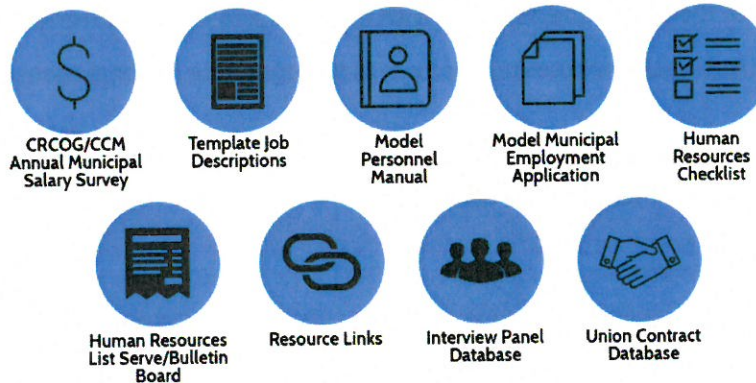 CRCOG/CCM
Annual Municipal
Salary Survey
Template Job
Descriptions
Model
Personnel
Manual
Model Municipal
Employment
Application
Human
Resources
Checklist
Human Resources
List Serve/Bulletin
Board
Resource Links
Interview Panel
Database
Union Contract
Database